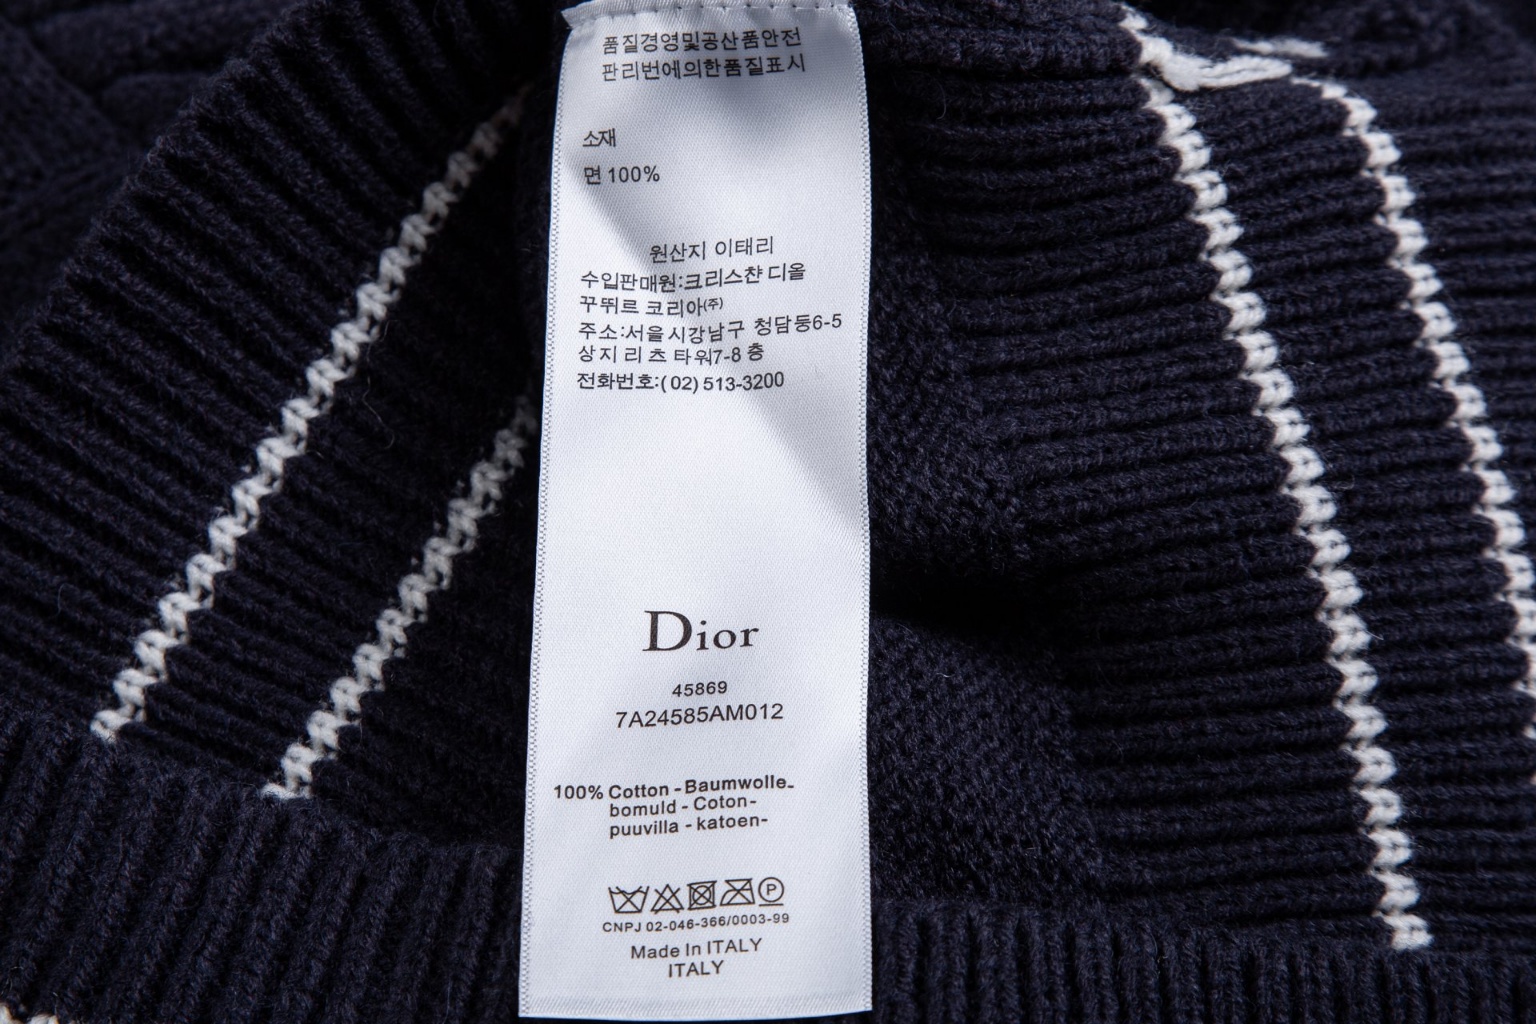 품질경영및공산품안전
판리번에의한품질표시
소재
면 100%
원산지 이태리
수입판매원:크리스챤 디올
꾸뛰르 코리아(주)
주소:서울시강남구 청담둥6-5
상지리츠타워7-8 층
전화번호:(02) 513-3200
Dior
45869
7A24585AM012
100% Cotton - Baumwolle-
bomuld - Coton-
puuvilla - katoen-
P
CNPJ 02-046-366/0003-99
Made In ITALY
ITALY